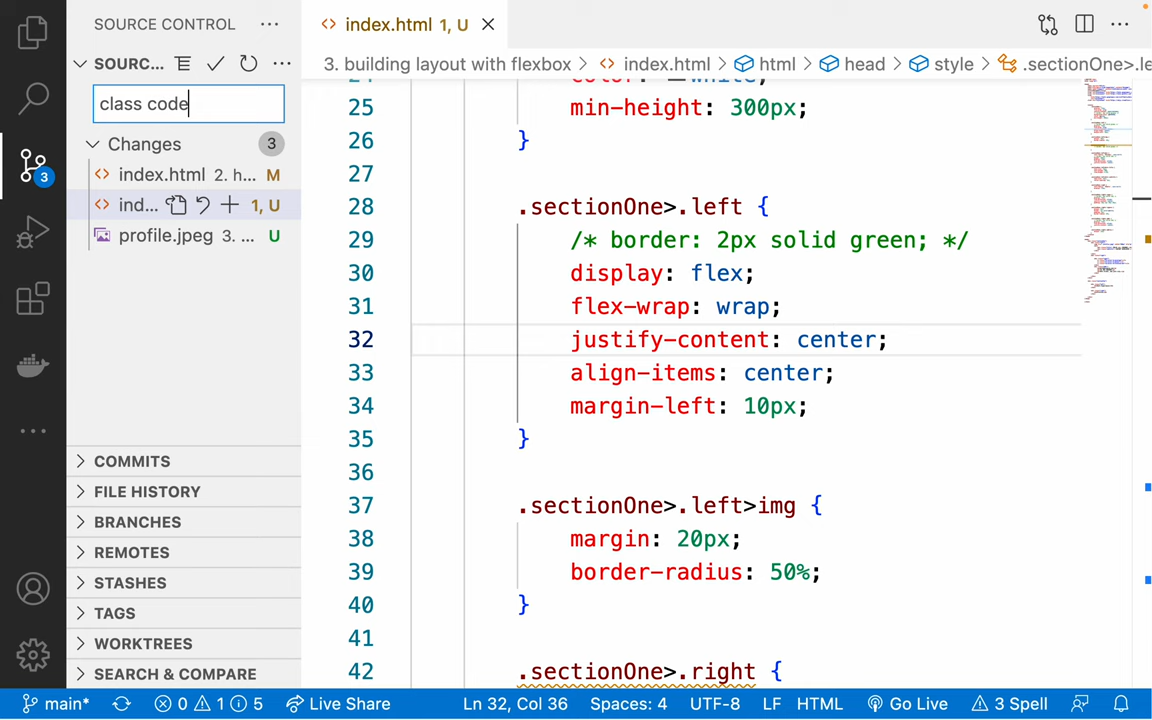 SOURCE CONTROL
index.html 1, U
SOURC...
3. building layout with flexbox > index.html > html > head > style > .sectionOne>.le
class code
Changes 3
index.html 2. h... M
ind... 1, U
profile.jpeg 3. ... U
3
COMMITS
FILE HISTORY
BRANCHES
REMOTES
STASHES
TAGS
WORKTREES
SEARCH & COMPARE
24 color: white;
25 min-height: 300px;
26 }
27
28 .sectionOne>.left {
29 /* border: 2px solid green; */
30 display: flex;
31 flex-wrap: wrap;
32 justify-content: center;
33 align-items: center;
34 margin-left: 10px;
35 }
36
37 .sectionOne>.left>img {
38 margin: 20px;
39 border-radius: 50%;
40 }
41
42 .sectionOne>.right {
main* 0 1 5 Live Share Ln 32, Col 36 Spaces: 4 UTF-8 LF HTML Go Live 3 Spell